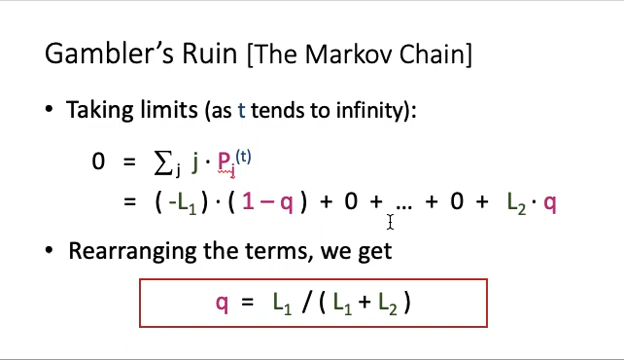 Gambler's Ruin [The Markov Chain]
• Taking limits (as t tends to infinity):
0 = ∑ⱼ j · Pⱼ⁽ᵗ⁾
= (-L₁) · ( 1 – q ) + 0 + … + 0 + L₂ · q
• Rearranging the terms, we get
q = L₁ / ( L₁ + L₂ )